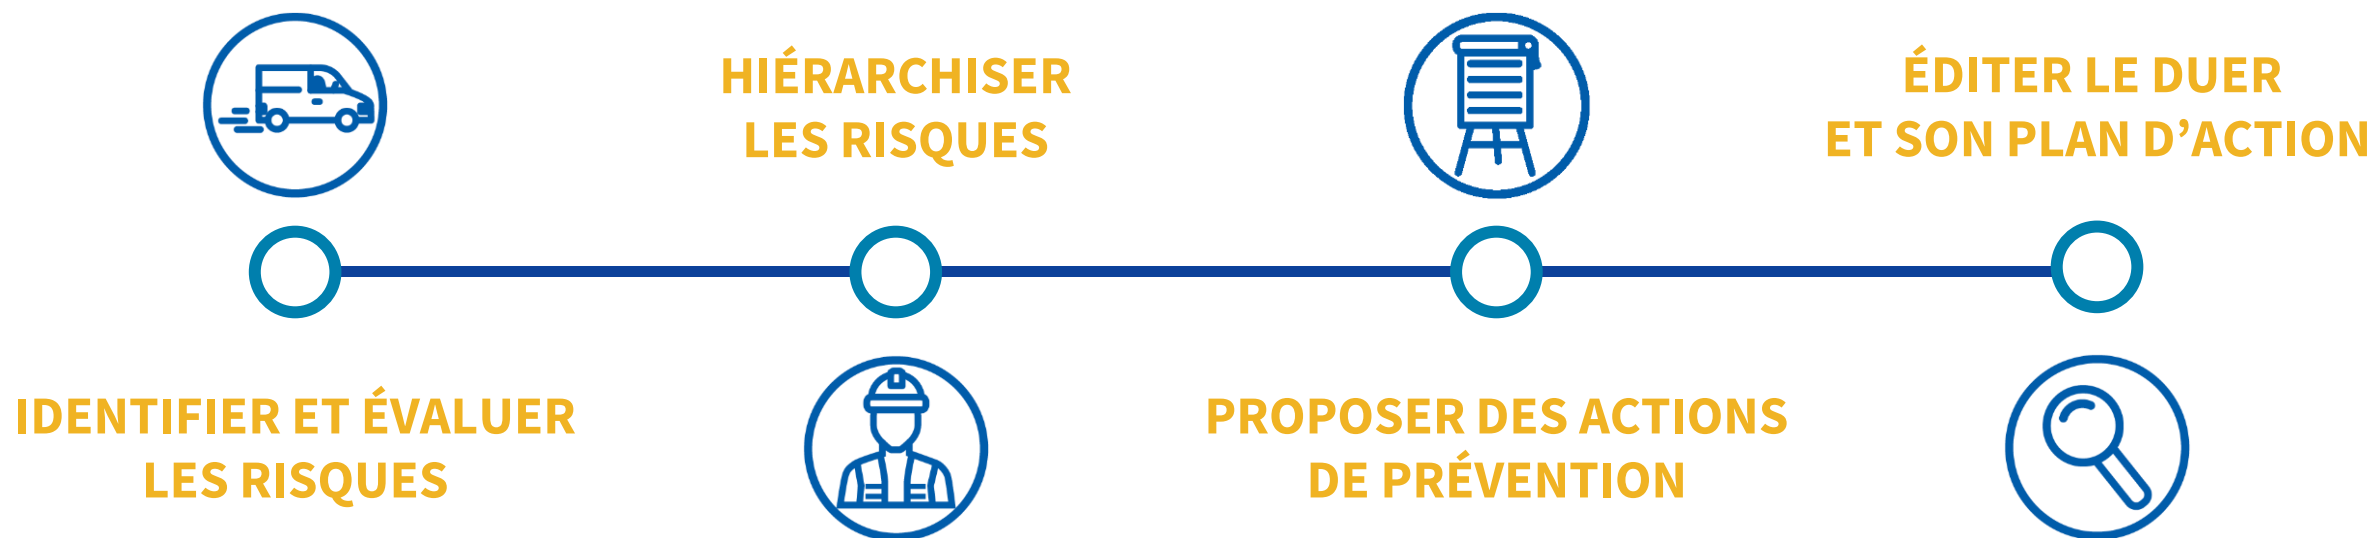 IDENTIFIER ET ÉVALUER
LES RISQUES
HIÉRARCHISER
LES RISQUES
PROPOSER DES ACTIONS
DE PRÉVENTION
ÉDITER LE DUER
ET SON PLAN D’ACTION